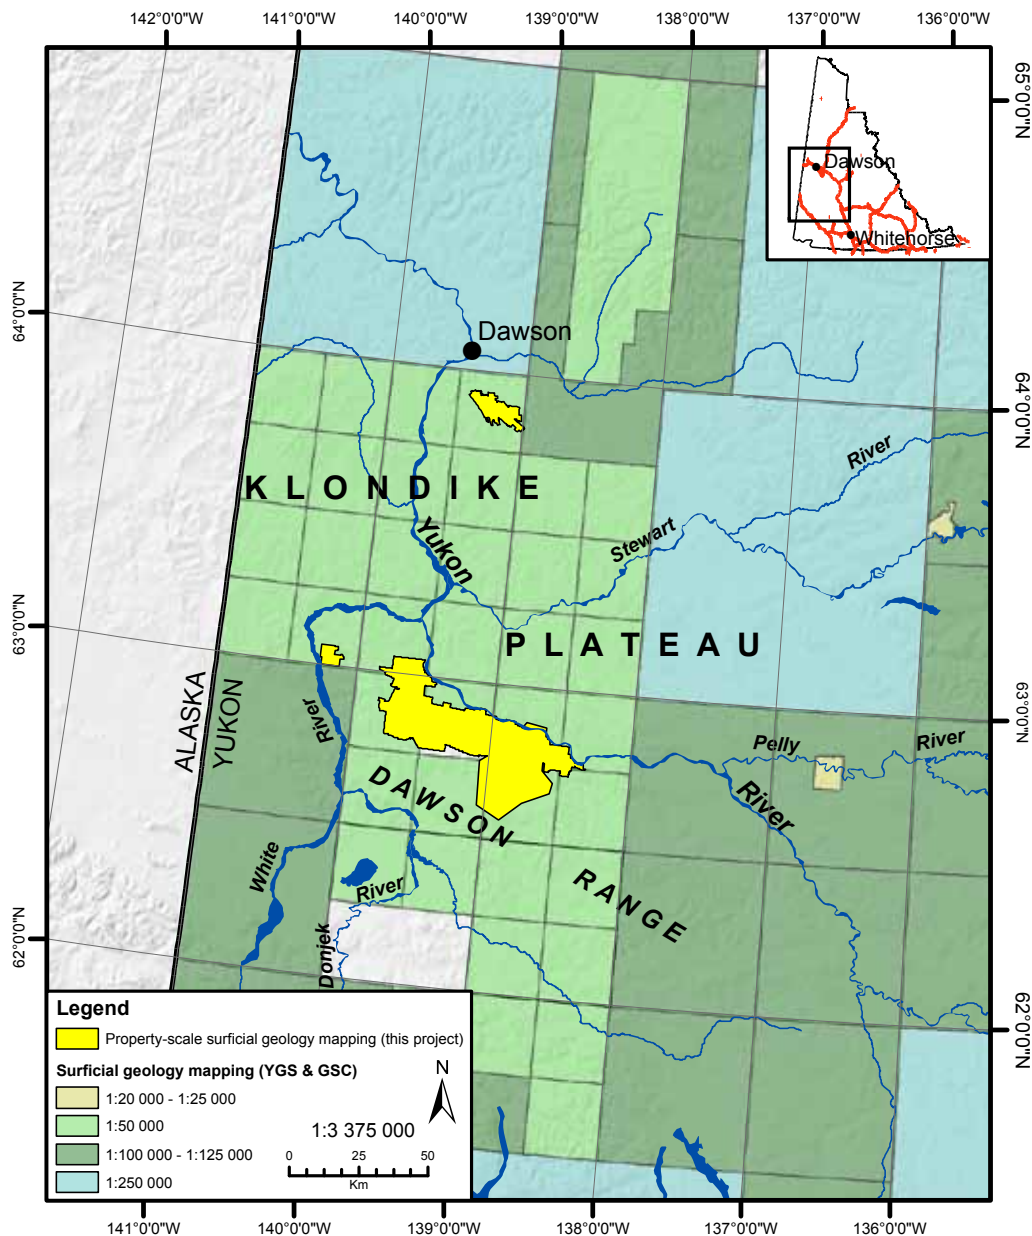 142°0'0"W 141°0'0"W 140°0'0"W 139°0'0"W 138°0'0"W 137°0'0"W 136°0'0"W
65°0'0"N
Dawson
Whitehorse
64°0'0"N
Dawson
64°0'0"N
River
KLONDIKE
Yukon
Stewart
63°0'0"N
PLATEAU
ALASKA
YUKON
River
63°0'0"N
Pelly
River
DAWSON
River
White
River
RANGE
Donjek
62°0'0"N
62°0'0"N
Legend
Property-scale surficial geology mapping (this project)
Surficial geology mapping (YGS & GSC)
N
1:20 000 - 1:25 000
1:50 000
1:100 000 - 1:125 000
1:250 000
1:3 375 000
0 25 50
Km
141°0'0"W 140°0'0"W 139°0'0"W 138°0'0"W 137°0'0"W 136°0'0"W